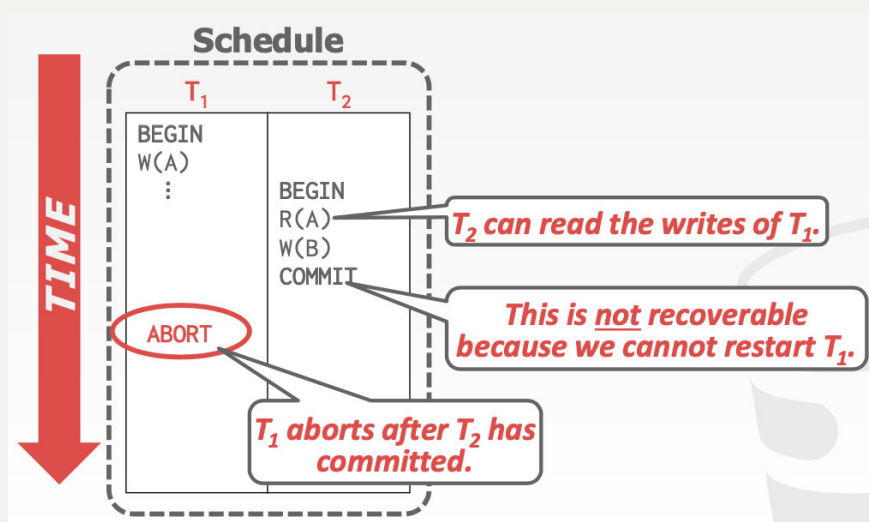 Schedule
TIME
T1
T2
BEGIN
W(A)
⋮
BEGIN
R(A)
W(B)
COMMIT
T2 can read the writes of T1.
This is not recoverable
because we cannot restart T1.
ABORT
T1 aborts after T2 has
committed.